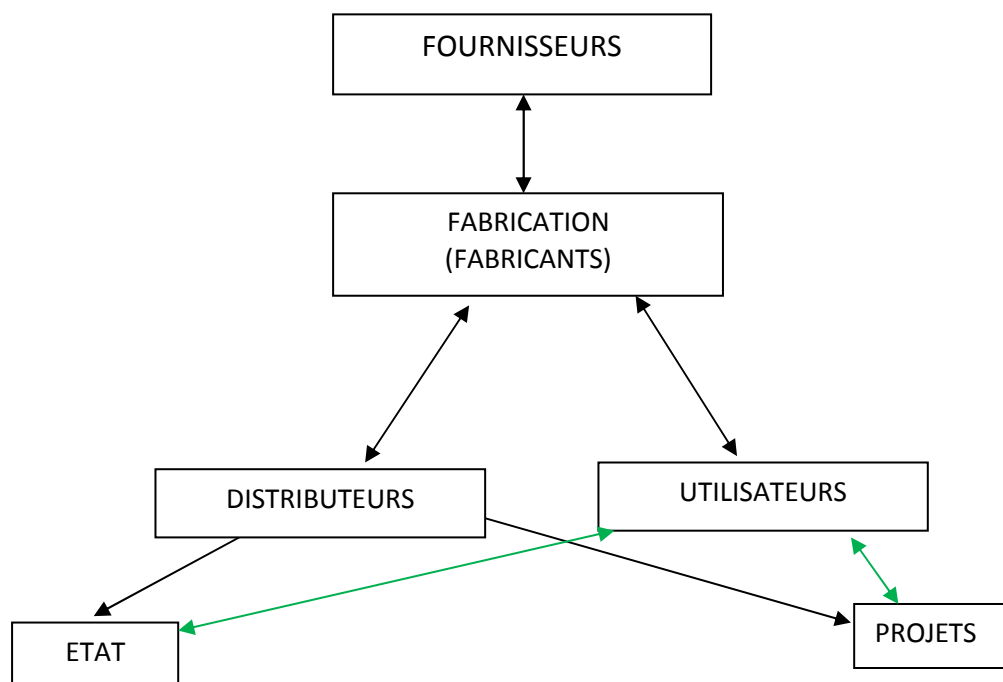 FOURNISSEURS
FABRICATION
(FABRICANTS)
DISTRIBUTEURS
UTILISATEURS
ETAT
PROJETS